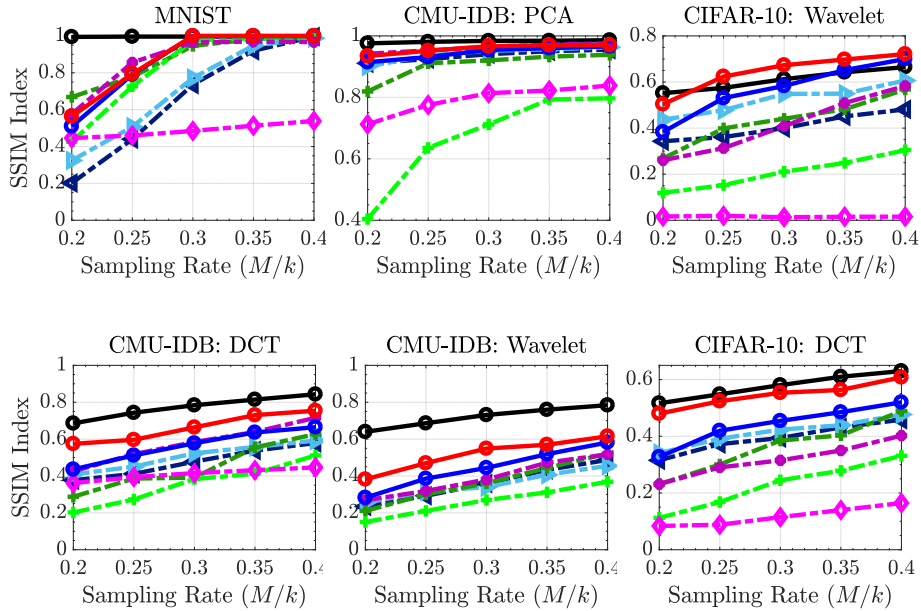 MNIST
SSIM Index
1
0.8
0.6
0.4
0.2
0
0.2 0.25 0.3 0.35 0.4
Sampling Rate (M/k)
CMU-IDB: PCA
1
0.8
0.6
0.4
0.2 0.25 0.3 0.35 0.4
Sampling Rate (M/k)
CIFAR-10: Wavelet
0.8
0.6
0.4
0.2
0
0.2 0.25 0.3 0.35 0.4
Sampling Rate (M/k)
CMU-IDB: DCT
SSIM Index
1
0.8
0.6
0.4
0.2
0
0.2 0.25 0.3 0.35 0.4
Sampling Rate (M/k)
CMU-IDB: Wavelet
1
0.8
0.6
0.4
0.2
0
0.2 0.25 0.3 0.35 0.4
Sampling Rate (M/k)
CIFAR-10: DCT
0.6
0.4
0.2
0
0.2 0.25 0.3 0.35 0.4
Sampling Rate (M/k)